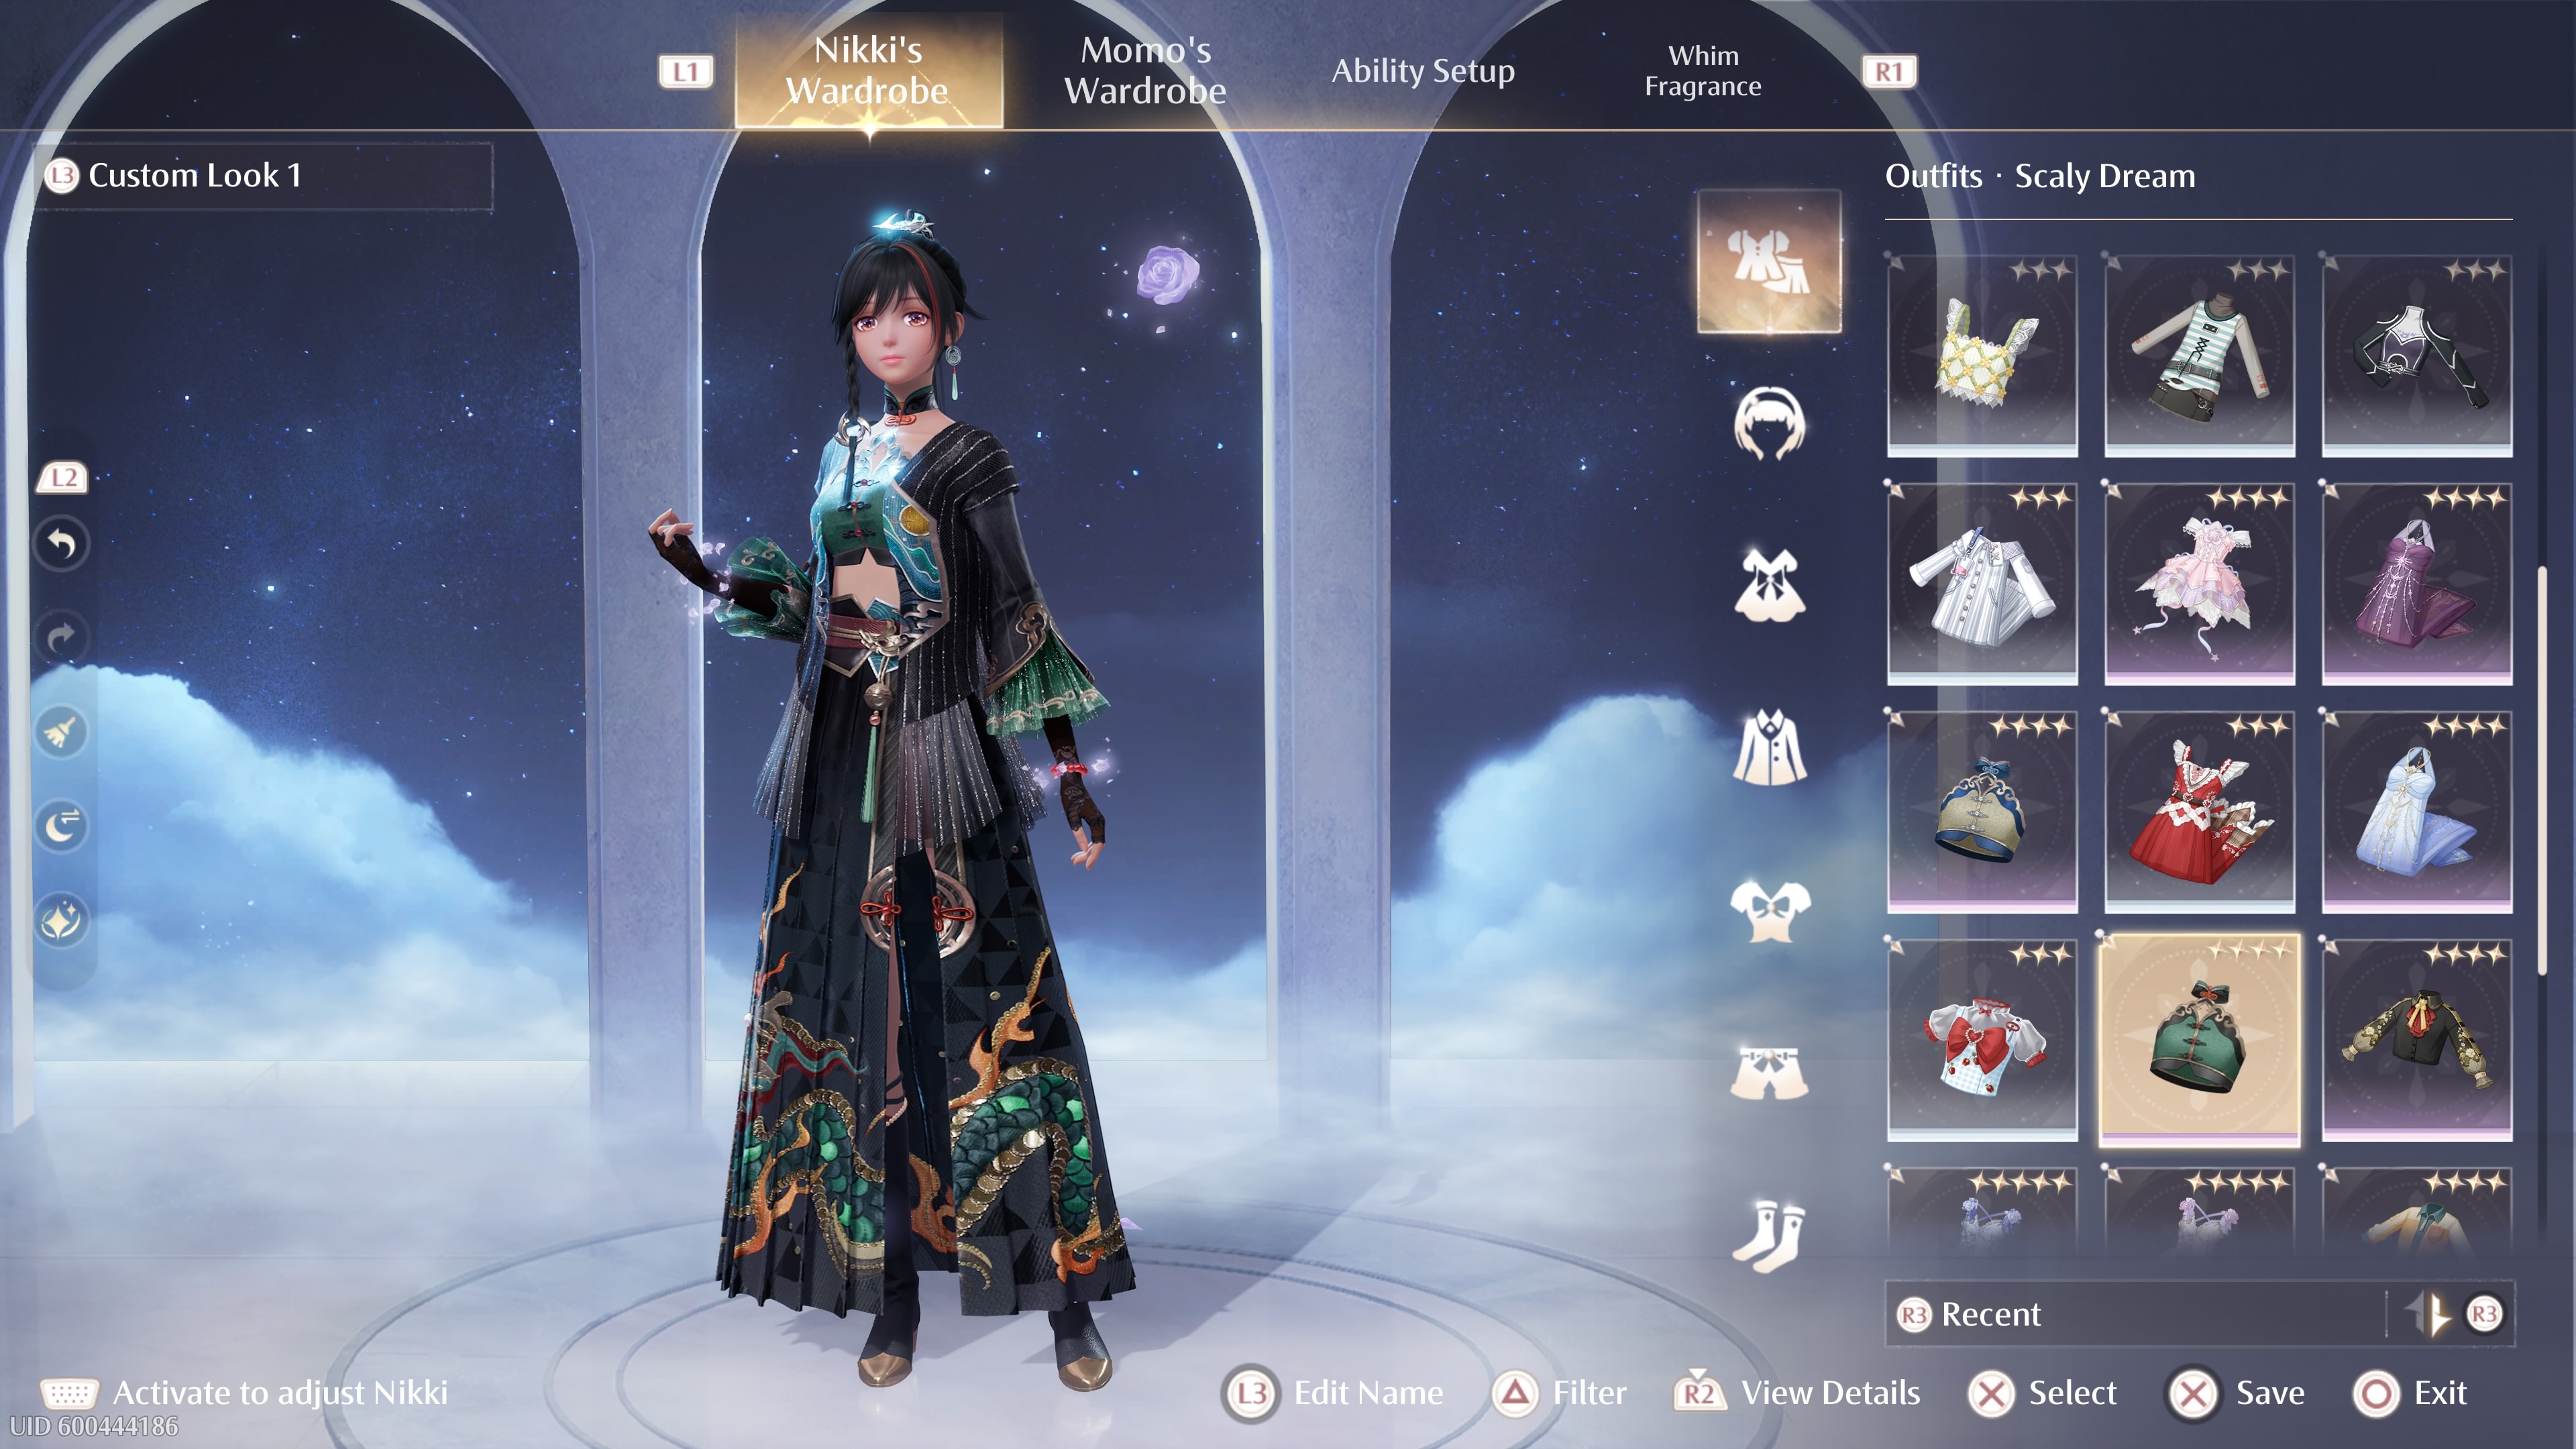 L1
Nikki's
Wardrobe
Momo's
Wardrobe
Ability Setup
Whim
Fragrance
R1
L3 Custom Look 1
Outfits · Scaly Dream
L2
R3 Recent
R3
Activate to adjust Nikki
L3 Edit Name
Filter
R2 View Details
Select
Save
Exit
UID 600444186